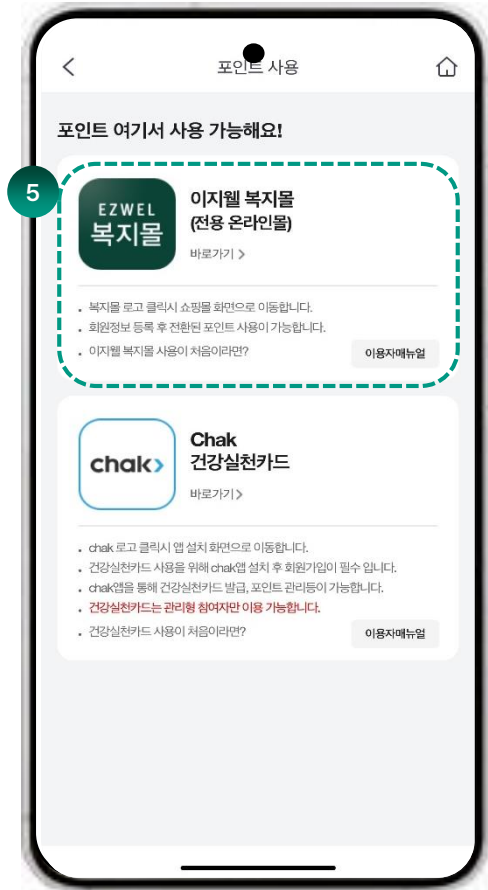 포인트 사용
포인트 여기서 사용 가능해요!
5
EZWEL
복지몰
이지웰 복지몰
(전용 온라인몰)
바로가기 >
• 복지몰 로고 클릭시 쇼핑몰 화면으로 이동합니다.
• 회원정보 등록 후 전환된 포인트 사용이 가능합니다.
• 이지웰 복지몰 사용이 처음이라면?
이용자매뉴얼
chak>
Chak
건강실천카드
바로가기 >
• chak 로고 클릭시 앱 설치 화면으로 이동합니다.
• 건강실천카드 사용을 위해 chak앱 설치 후 회원가입이 필수 입니다.
• chak앱을 통해 건강실천카드 발급, 포인트 관리등이 가능합니다.
• 건강실천카드는 관리형 참여자만 이용 가능합니다.
• 건강실천카드 사용이 처음이라면?
이용자매뉴얼